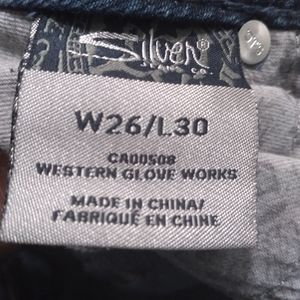 Silver®
JEANS CO.
W26/L30
CA00508
WESTERN GLOVE WORKS
MADE IN CHINA/
FABRIQUÉ EN CHINE